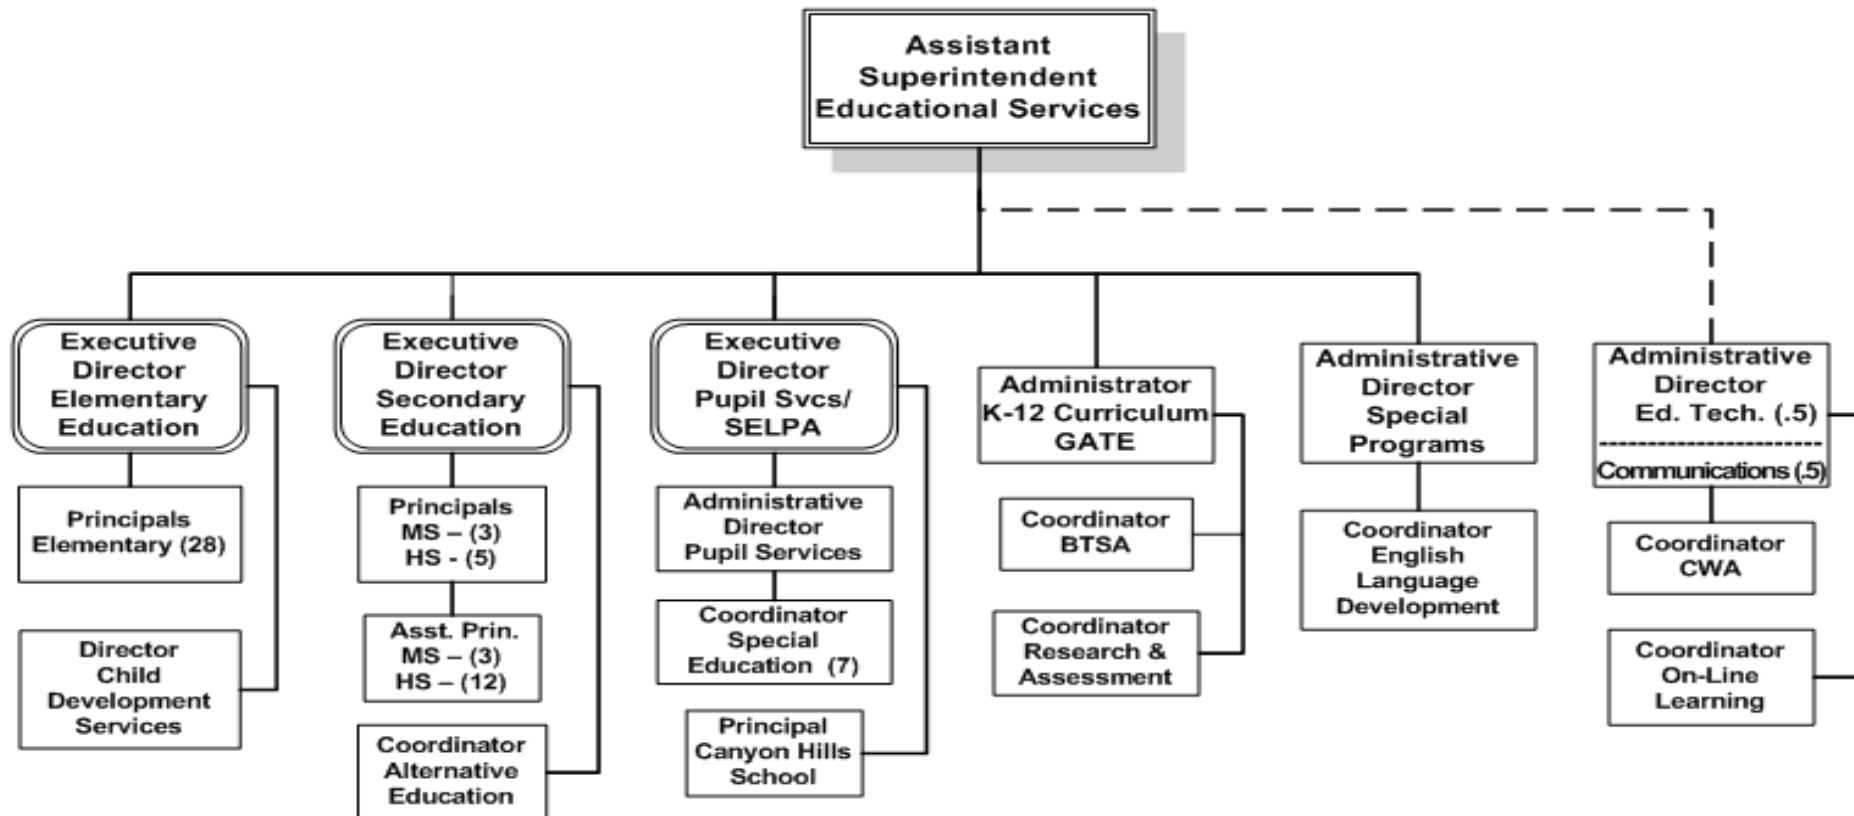 Assistant
Superintendent
Educational Services
Executive
Director
Elementary
Education
Executive
Director
Secondary
Education
Executive
Director
Pupil Svcs/
SELPA
Administrator
K-12 Curriculum
GATE
Administrative
Director
Special
Programs
Administrative
Director
Ed. Tech. (.5)
-----------------------
Communications (.5)
Principals
Elementary (28)
Director
Child
Development
Services
Principals
MS – (3)
HS - (5)
Asst. Prin.
MS – (3)
HS – (12)
Coordinator
Alternative
Education
Administrative
Director
Pupil Services
Coordinator
Special
Education (7)
Principal
Canyon Hills
School
Coordinator
BTSA
Coordinator
Research &
Assessment
Coordinator
English
Language
Development
Coordinator
CWA
Coordinator
On-Line
Learning